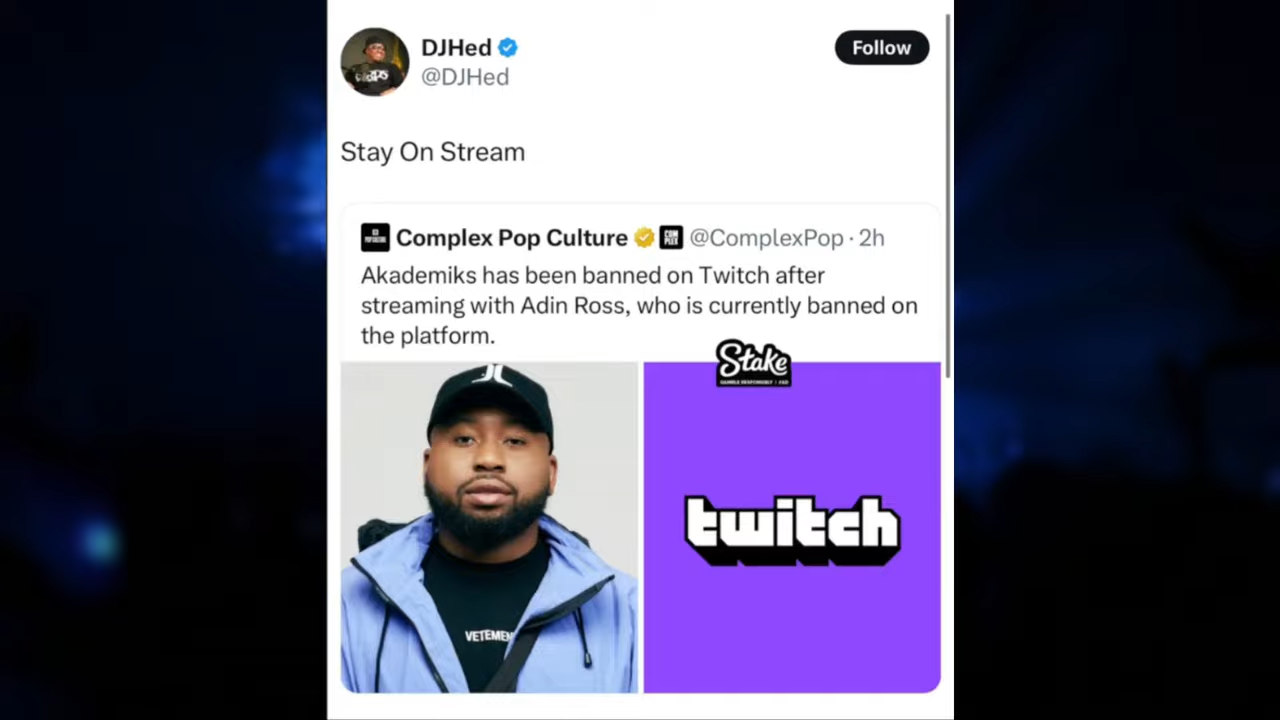 DJHed
Follow
@DJHed
Stay On Stream
Complex Pop Culture @ComplexPop · 2h
Akademiks has been banned on Twitch after
streaming with Adin Ross, who is currently banned on
the platform.
Stake
twitch
VETEMEN